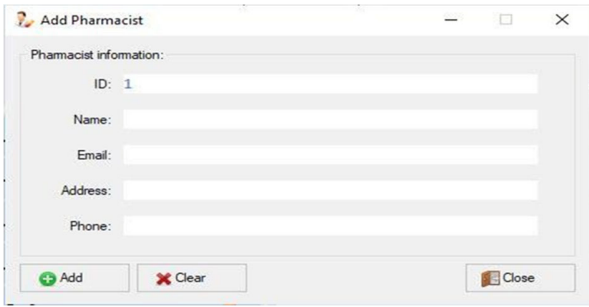 Add Pharmacist
Pharmacist information:
ID: 1
Name:
Email:
Address:
Phone:
Add Clear Close